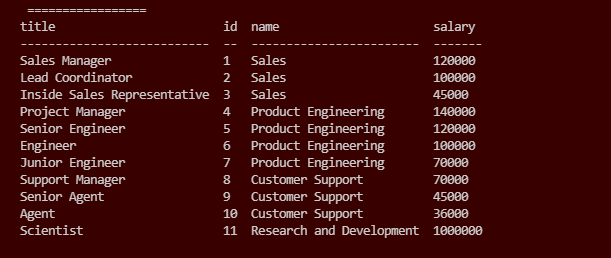 =================
title                        id  name                      salary
---------------------------  --  ------------------------  -------
Sales Manager                1   Sales                     120000
Lead Coordinator             2   Sales                     100000
Inside Sales Representative  3   Sales                     45000
Project Manager              4   Product Engineering       140000
Senior Engineer              5   Product Engineering       120000
Engineer                     6   Product Engineering       100000
Junior Engineer              7   Product Engineering       70000
Support Manager              8   Customer Support          70000
Senior Agent                 9   Customer Support          45000
Agent                        10  Customer Support          36000
Scientist                    11  Research and Development  1000000